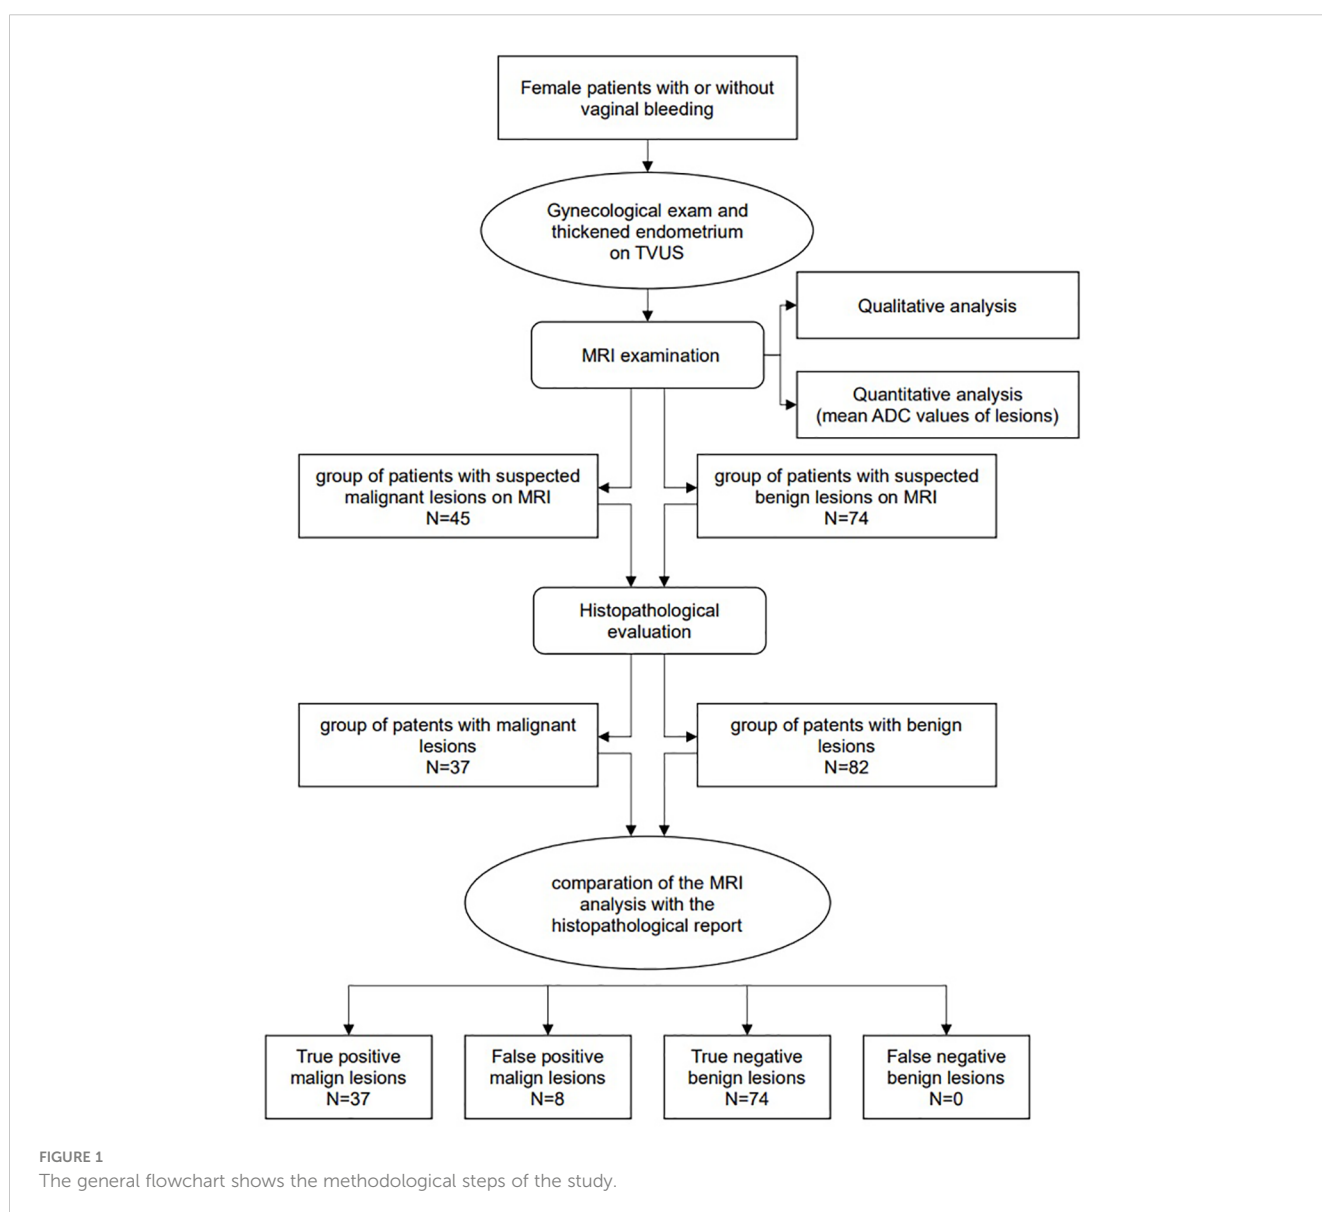 Female patients with or without
vaginal bleeding
Gynecological exam and
thickened endometrium
on TVUS
MRI examination
Qualitative analysis
Quantitative analysis
(mean ADC values of lesions)
group of patients with suspected
malignant lesions on MRI
N=45
group of patients with suspected
benign lesions on MRI
N=74
Histopathological
evaluation
group of patents with malignant
lesions
N=37
group of patents with benign
lesions
N=82
comparation of the MRI
analysis with the
histopathological report
True positive
malign lesions
N=37
False positive
malign lesions
N=8
True negative
benign lesions
N=74
False negative
benign lesions
N=0
FIGURE 1
The general flowchart shows the methodological steps of the study.